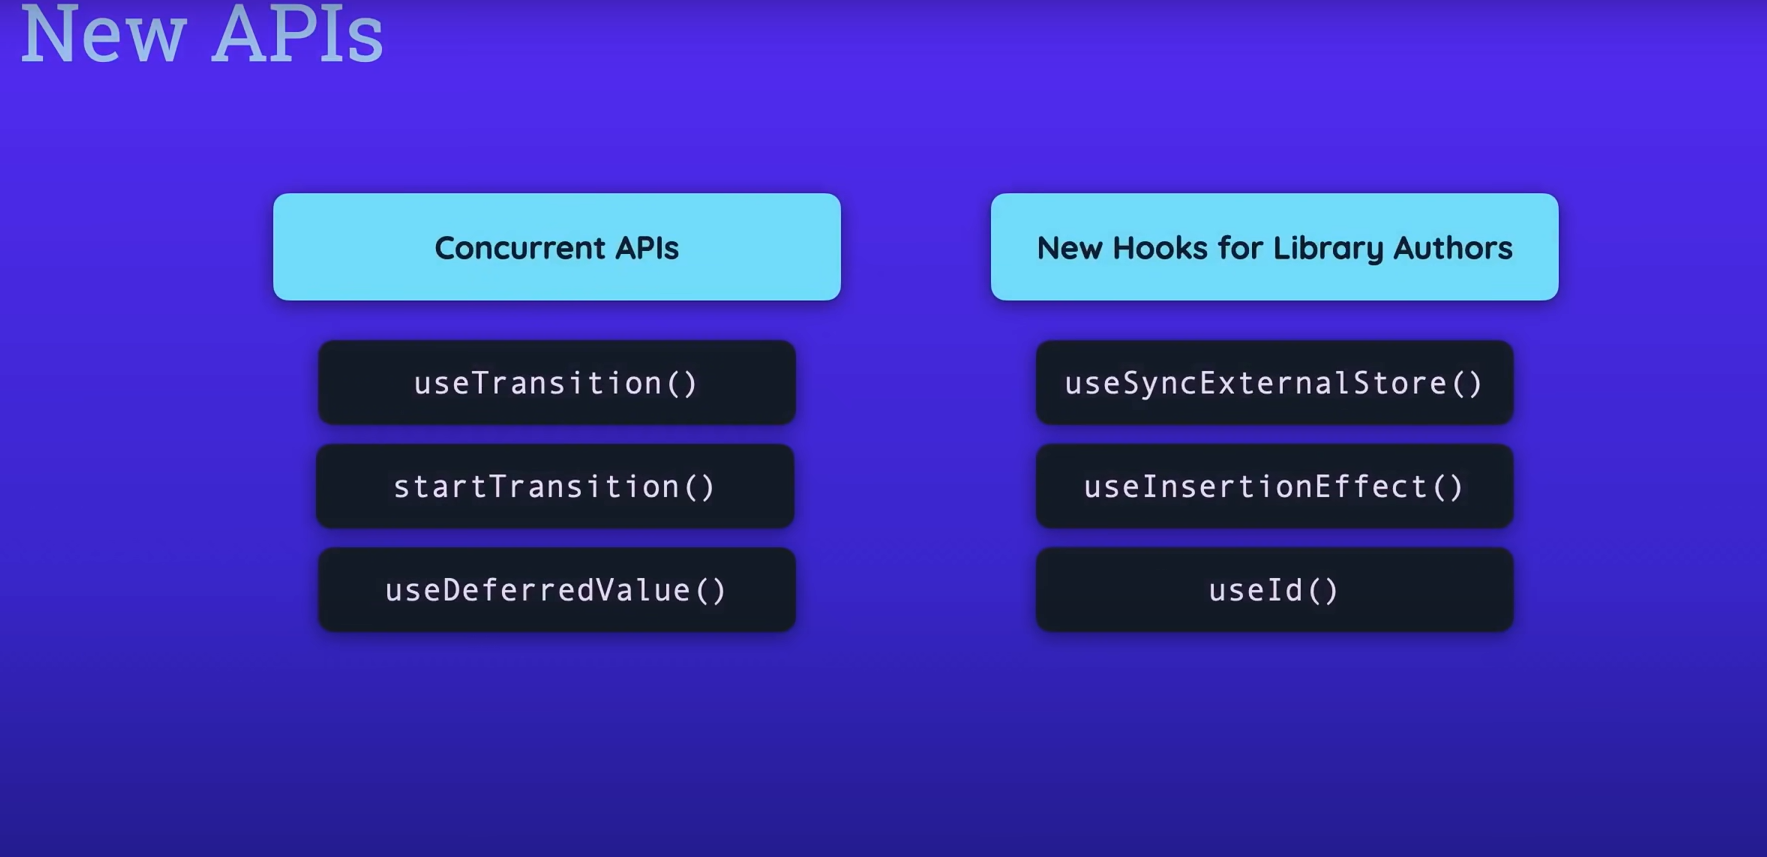 New APIs
Concurrent APIs
useTransition()
startTransition()
useDeferredValue()
New Hooks for Library Authors
useSyncExternalStore()
useInsertionEffect()
useId()